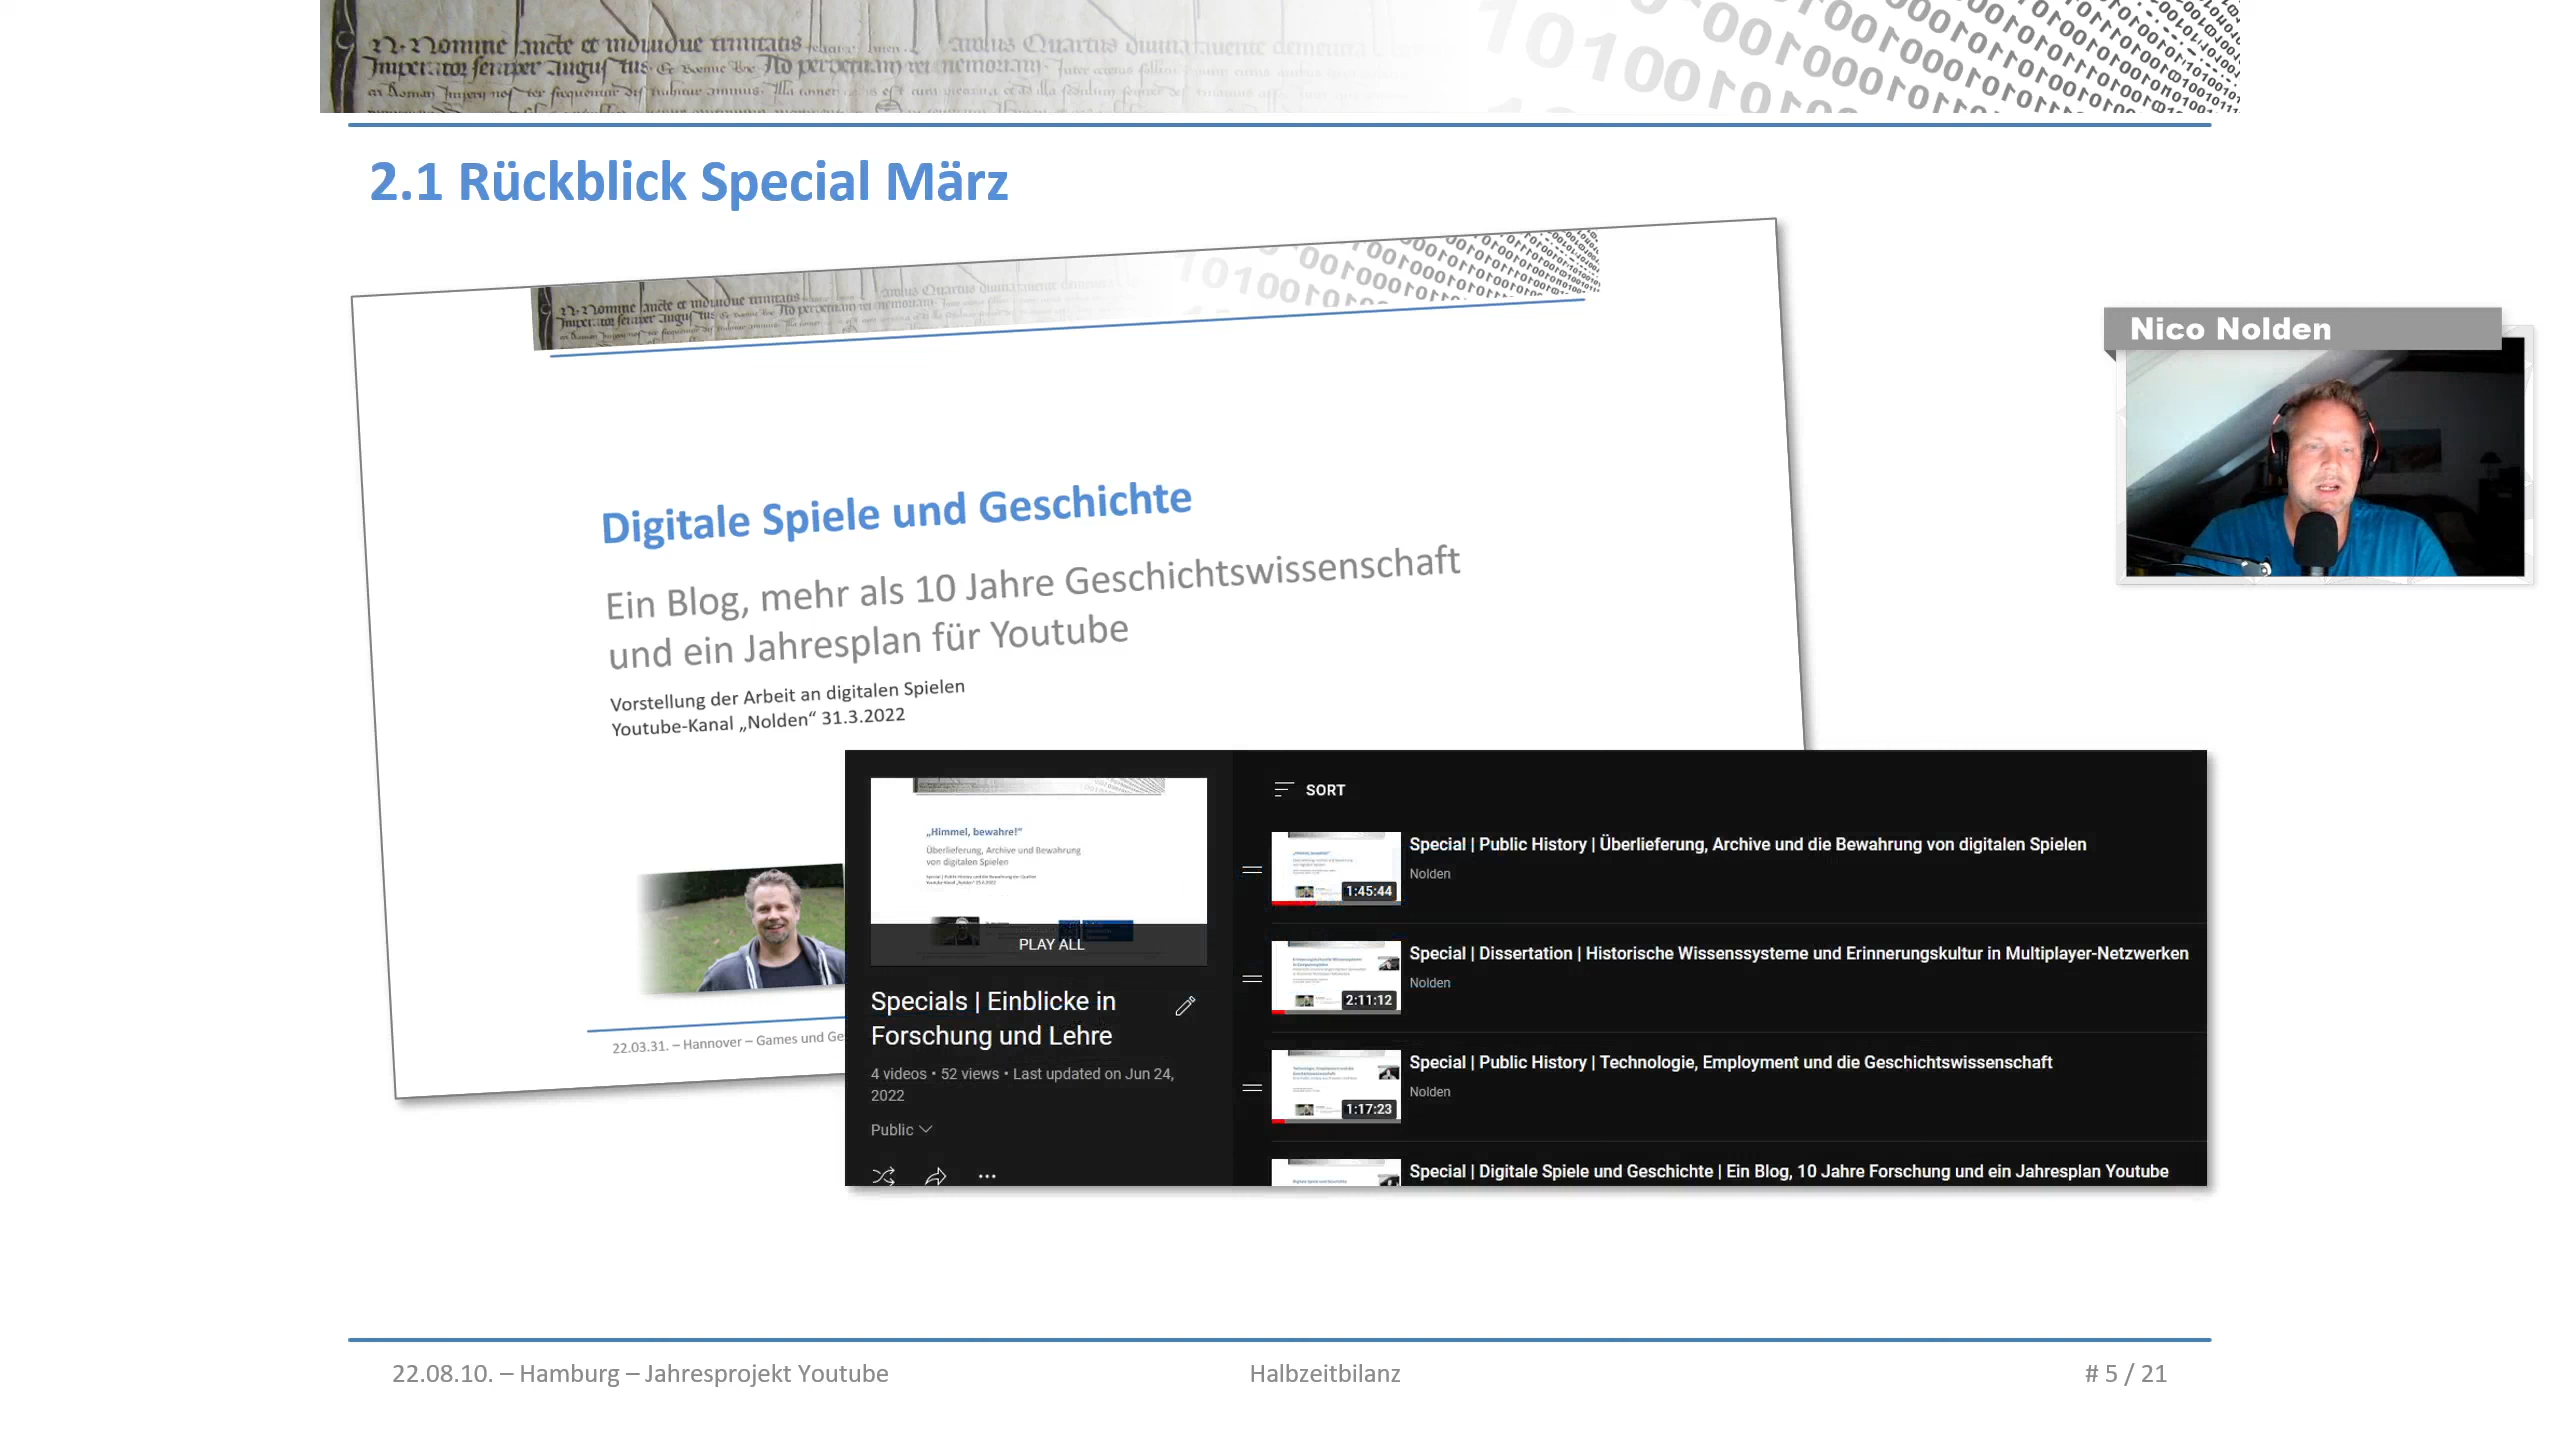 2.1 Rückblick Special März
Nico Nolden
Digitale Spiele und Geschichte
Ein Blog, mehr als 10 Jahre Geschichtswissenschaft
und ein Jahresplan für Youtube
Vorstellung der Arbeit an digitalen Spielen
Youtube-Kanal „Nolden“ 31.3.2022
22.03.31. – Hannover – Games und Ge
„Himmel, bewahre!“
Überlieferung, Archive und Bewahrung
von digitalen Spielen
PLAY ALL
Specials | Einblicke in
Forschung und Lehre
4 videos • 52 views • Last updated on Jun 24,
2022
Public
SORT
Special | Public History | Überlieferung, Archive und die Bewahrung von digitalen Spielen
Nolden
1:45:44
Special | Dissertation | Historische Wissenssysteme und Erinnerungskultur in Multiplayer-Netzwerken
Nolden
2:11:12
Special | Public History | Technologie, Employment und die Geschichtswissenschaft
Nolden
1:17:23
Special | Digitale Spiele und Geschichte | Ein Blog, 10 Jahre Forschung und ein Jahresplan Youtube
22.08.10. – Hamburg – Jahresprojekt Youtube
Halbzeitbilanz
# 5 / 21